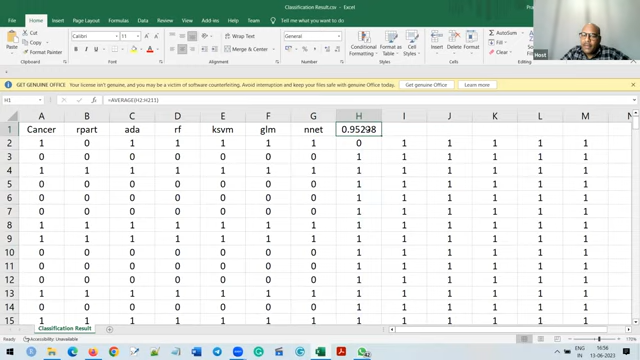 Classification Result.csv - Excel
File Home Insert Page Layout Formulas Data Review View Add-ins Help Tell me what you want to do
Cut
Copy
Format Painter
Paste
Clipboard
Calibri 11
Font
Wrap Text
Merge & Center
Alignment
General
Number
Conditional Formatting
Format as Table
Cell Styles
Styles
Insert Delete Format
Cells
Host
GET GENUINE OFFICE Your license isn't genuine, and you may be a victim of software counterfeiting. Avoid interruption and keep your files safe with genuine Office today. Get genuine Office Learn more
H1 =AVERAGE(H2:H211)
A B C D E F G H I J K L M N
1 Cancer rpart ada rf ksvm glm nnet 0.95238
2 1 0 1 1 1 1 1 0 1 1 1 1 1
3 0 0 0 0 0 0 0 1 1 1 1 1 1
4 1 1 1 1 1 1 1 1 1 1 1 1 1
5 0 0 0 0 0 0 0 1 1 1 1 1 1
6 0 0 0 0 0 0 0 1 1 1 1 1 1
7 0 0 0 0 0 0 0 1 1 1 1 1 1
8 1 1 1 1 1 1 1 1 1 1 1 1 1
9 1 1 1 1 1 1 1 1 1 1 1 1 1
10 0 0 0 0 0 0 0 1 1 1 1 1 1
11 0 0 0 0 0 0 0 1 1 1 1 1 1
12 0 0 0 0 0 0 0 1 1 1 1 1 1
13 1 1 1 1 1 1 1 1 1 1 1 1 1
14 0 0 0 0 0 0 0 1 1 1 1 1 1
15 1 1 1 1 1 1 1 1 1 1 1 1 1
Classification Result
Ready Accessibility: Unavailable
ENG
IN
16:56
13-06-2023